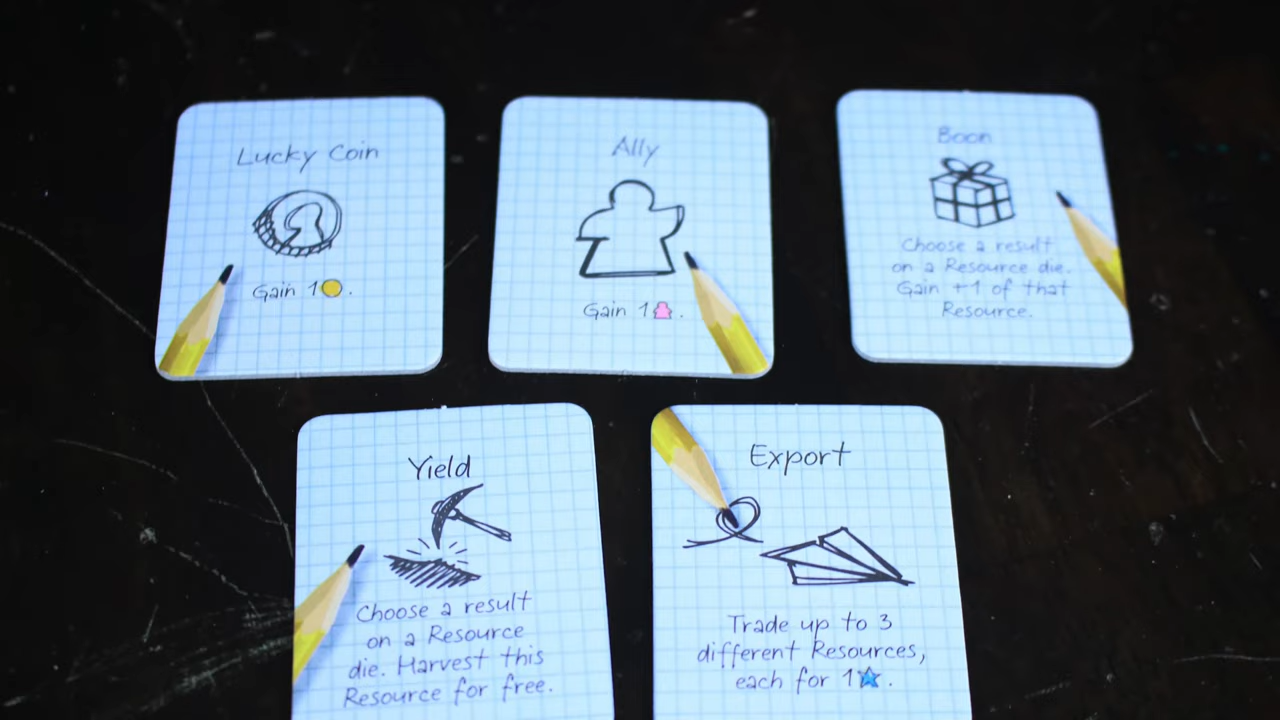 Lucky Coin
Gain 1.
Ally
Gain 1.
Boon
Choose a result
on a Resource die.
Gain +1 of that
Resource.
Yield
Choose a result
on a Resource
die. Harvest this
Resource for free.
Export
Trade up to 3
different Resources,
each for 1.